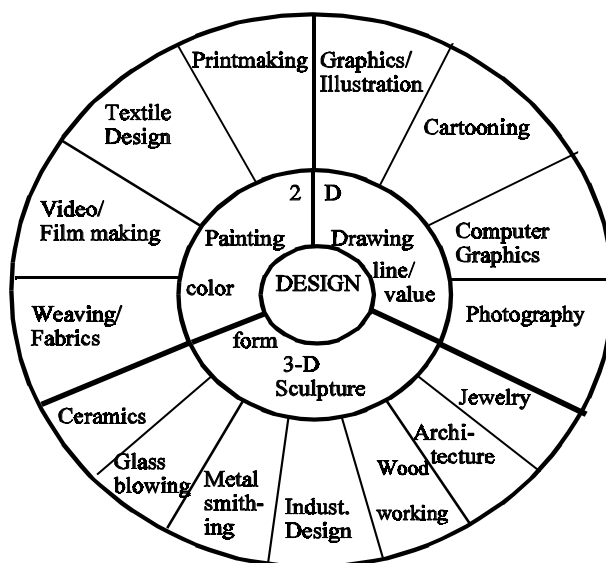 Printmaking
Graphics/
Illustration
Textile
Design
Cartooning
2 D
Video/
Film making
Painting
Drawing
Computer
Graphics
color
DESIGN
line/
value
Weaving/
Fabrics
Photography
form
3-D
Sculpture
Ceramics
Jewelry
Glass
blowing
Archi-
tecture
Metal
smith-
ing
Wood
working
Indust.
Design